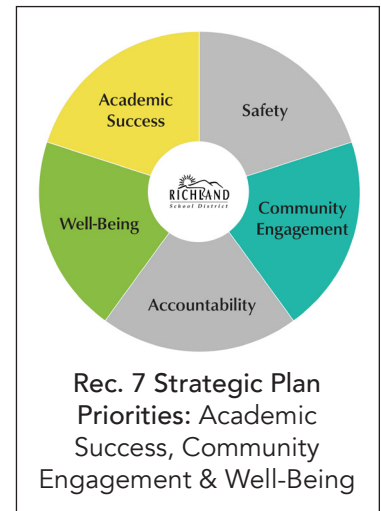 Academic
Success
Safety
RICHLAND
School District
Well-Being
Community
Engagement
Accountability
Rec. 7 Strategic Plan
Priorities: Academic
Success, Community
Engagement & Well-Being